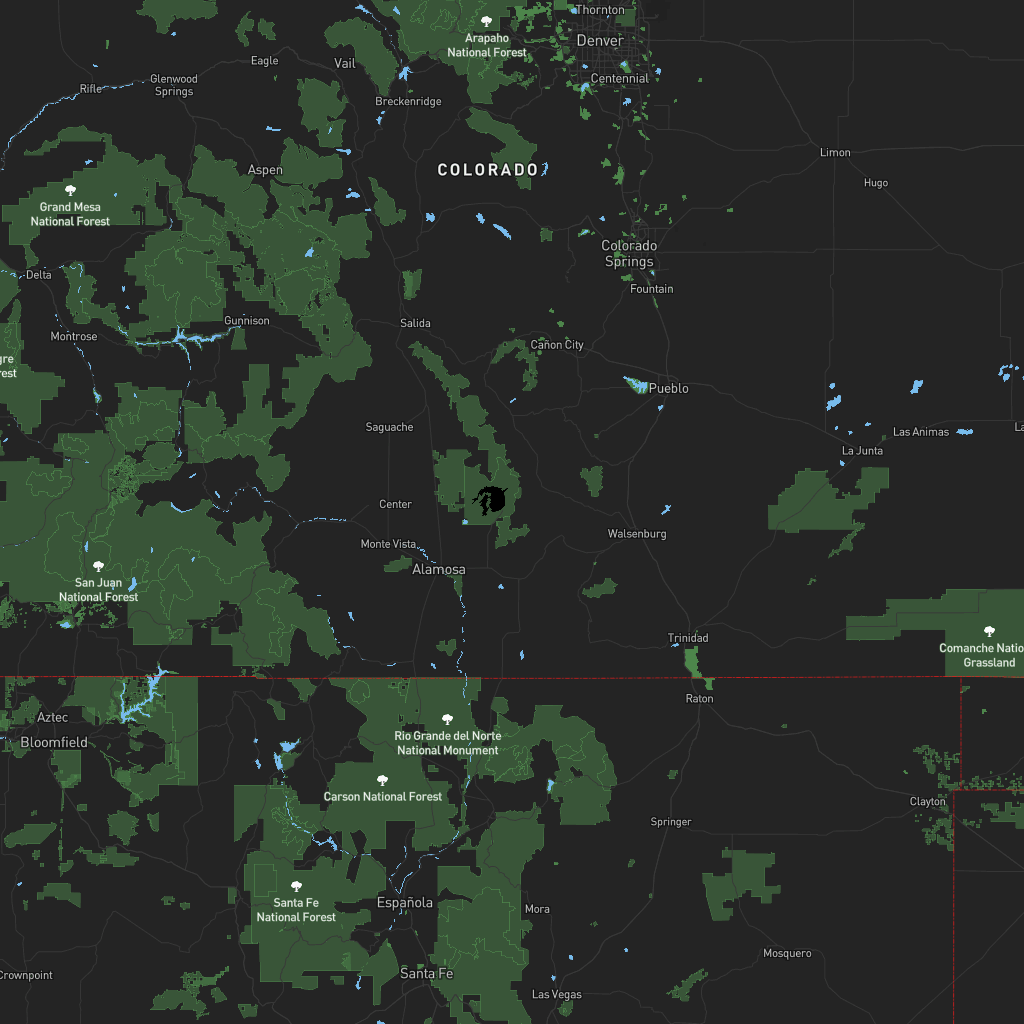 Thornton
Arapaho
National Forest
Denver
Eagle
Vail
Glenwood
Springs
Centennial
Rifle
Breckenridge
Limon
COLORADO
Aspen
Hugo
Grand Mesa
National Forest
Colorado
Springs
Delta
Fountain
Gunnison
Salida
Montrose
Cañon City
gre
rest
Pueblo
Saguache
Las Animas
La
La Junta
Center
Walsenburg
Monte Vista
Alamosa
San Juan
National Forest
Trinidad
Comanche Natio
Grassland
Raton
Aztec
Rio Grande del Norte
National Monument
Bloomfield
Carson National Forest
Clayton
Springer
Santa Fe
National Forest
Española
Mora
Mosquero
Crownpoint
Santa Fe
Las Vegas